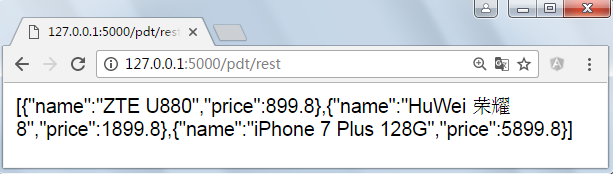 127.0.0.1:5000/pdt/rest
127.0.0.1:5000/pdt/rest
[{"name":"ZTE U880","price":899.8},{"name":"HuWei 荣耀
8","price":1899.8},{"name":"iPhone 7 Plus 128G","price":5899.8}]